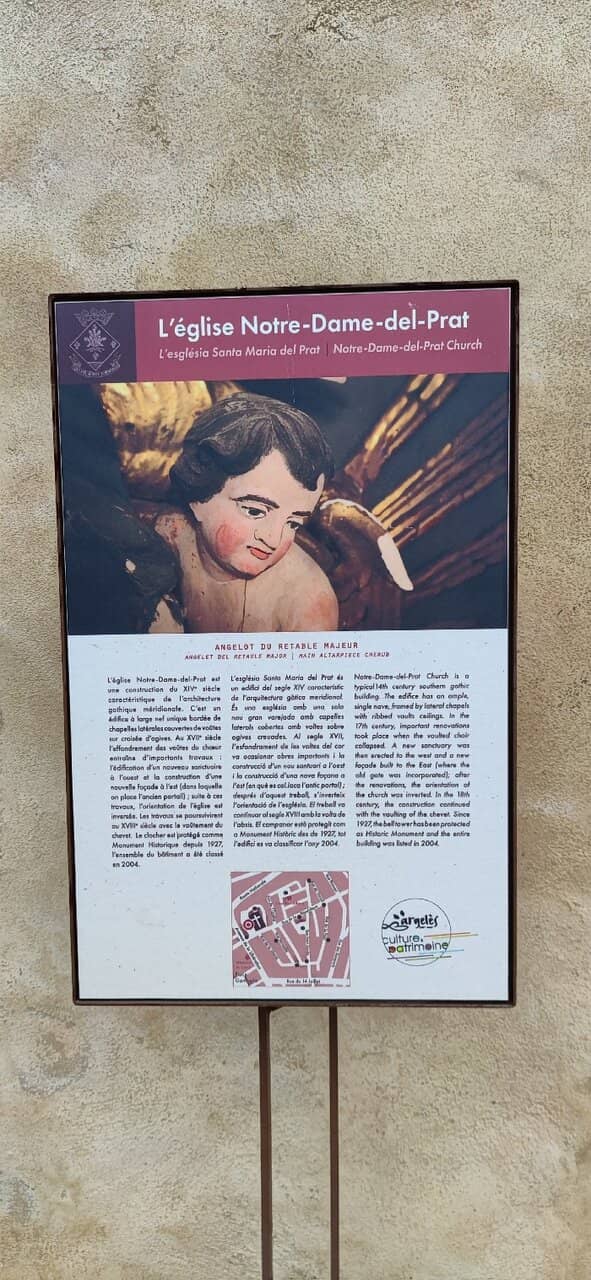 L'église Notre-Dame-del-Prat
L'església Santa Maria del Prat | Notre-Dame-del-Prat Church
ANGELOT DU RETABLE MAJEUR
ANGELET DEL RETABLE MAJOR | MAIN ALTARPIECE CHERUB
L'église Notre-Dame-del-Prat est
une construction du XIVe siècle
caractéristique de l'architecture
gothique méridionale. C'est un
édifice à large nef unique bordée de
chapelles latérales couvertes de voûtes
sur croisée d'ogives. Au XVIIe siècle
l'effondrement des voûtes du chœur
entraîne d'importants travaux :
l'édification d'un nouveau sanctuaire
à l'ouest et la construction d'une
nouvelle façade à l'est (dans laquelle
on place l'ancien portail) ; suite à ces
travaux, l'orientation de l'église est
inversée. Les travaux se poursuivirent
au XVIIIe siècle avec le voûtement du
chevet. Le clocher est protégé comme
Monument Historique depuis 1927,
l'ensemble du bâtiment a été classé
en 2004.
L'església Santa Maria del Prat és
un edifici del segle XIV característic
de l'arquitectura gòtica meridional.
És una església amb una sola
nau gran vorejada amb capelles
laterals cobertes amb voltes sobre
ogives creuades. Al segle XVII,
l'esfondrament de les voltes del cor
va ocasionar obres importants i la
construcció d'un nou santuari a l'oest
i la construcció d'una nova façana a
l'est (en què es col.loca l'antic portal) ;
després d'aquest treball, s'inverteix
l'orientació de l'església. El treball va
continuar al segle XVIII amb la volta de
l'absis. El campanar està protegit com
a Monument Històric des de 1927, tot
l'edifici es va classificar l'any 2004.
Notre-Dame-del-Prat Church is a
typical 14th century southern gothic
building. The edifice has an ample,
single nave, framed by lateral chapels
with ribbed vaults ceilings. In the
17th century, important renovations
took place when the vaulted choir
collapsed. A new sanctuary was
then erected to the west and a new
façade built to the East (where the
old gate was incorporated); after
the renovations, the orientation of
the church was inverted. In the 18th
century, the construction continued
with the vaulting of the chevet. Since
1927, the bell tower has been protected
as Historic Monument and the entire
building was listed in 2004.
Rue du 14 Juillet
argelès
culture
patrimoine